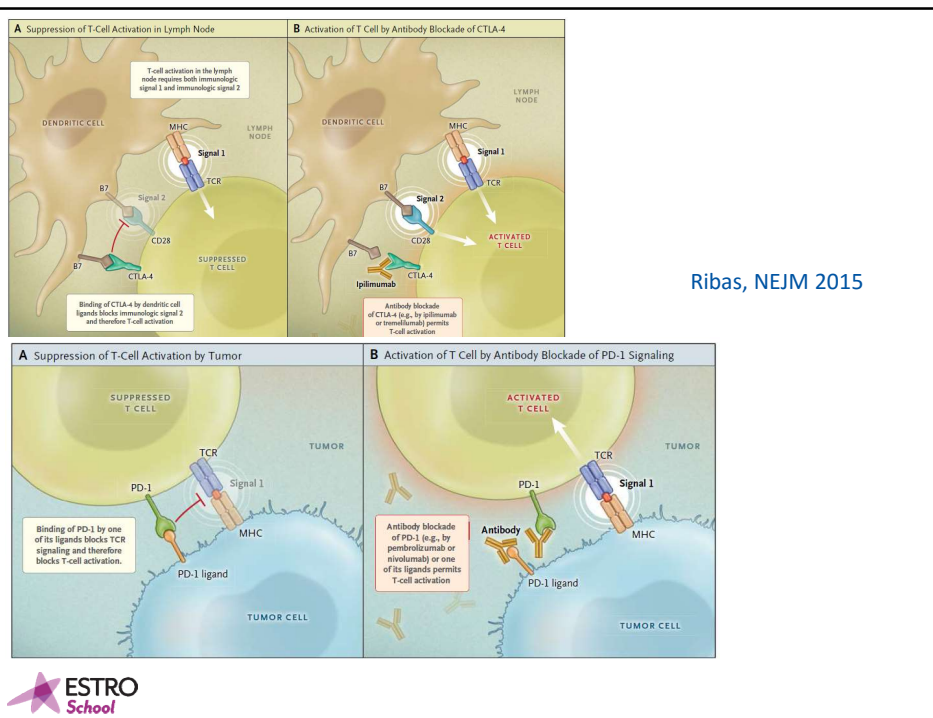 A Suppression of T-Cell Activation in Lymph Node
T-cell activation in the lymph
node requires both immunologic
signal 1 and immunologic signal 2
DENDRITIC CELL
MHC
LYMPH
NODE
Signal 1
TCR
B7
Signal 2
CD28
SUPPRESSED
T CELL
B7
CTLA-4
Binding of CTLA-4 by dendritic cell
ligands blocks immunologic signal 2
and therefore T-cell activation
B Activation of T Cell by Antibody Blockade of CTLA-4
LYMPH
NODE
DENDRITIC CELL
MHC
Signal 1
TCR
B7
Signal 2
CD28
ACTIVATED
T CELL
B7
CTLA-4
Ipilimumab
Antibody blockade
of CTLA-4 (e.g., by ipilimumab
or tremelilumab) permits
T-cell activation
Ribas, NEJM 2015
A Suppression of T-Cell Activation by Tumor
SUPPRESSED
T CELL
TUMOR
TCR
PD-1
Signal 1
Binding of PD-1 by one
of its ligands blocks TCR
signaling and therefore
blocks T-cell activation.
MHC
PD-1 ligand
TUMOR CELL
B Activation of T Cell by Antibody Blockade of PD-1 Signaling
ACTIVATED
T CELL
TUMOR
TCR
PD-1
Signal 1
Antibody blockade
of PD-1 (e.g., by
pembrolizumab or
nivolumab) or one
of its ligands permits
T-cell activation
Antibody
MHC
PD-1 ligand
TUMOR CELL
ESTRO
School